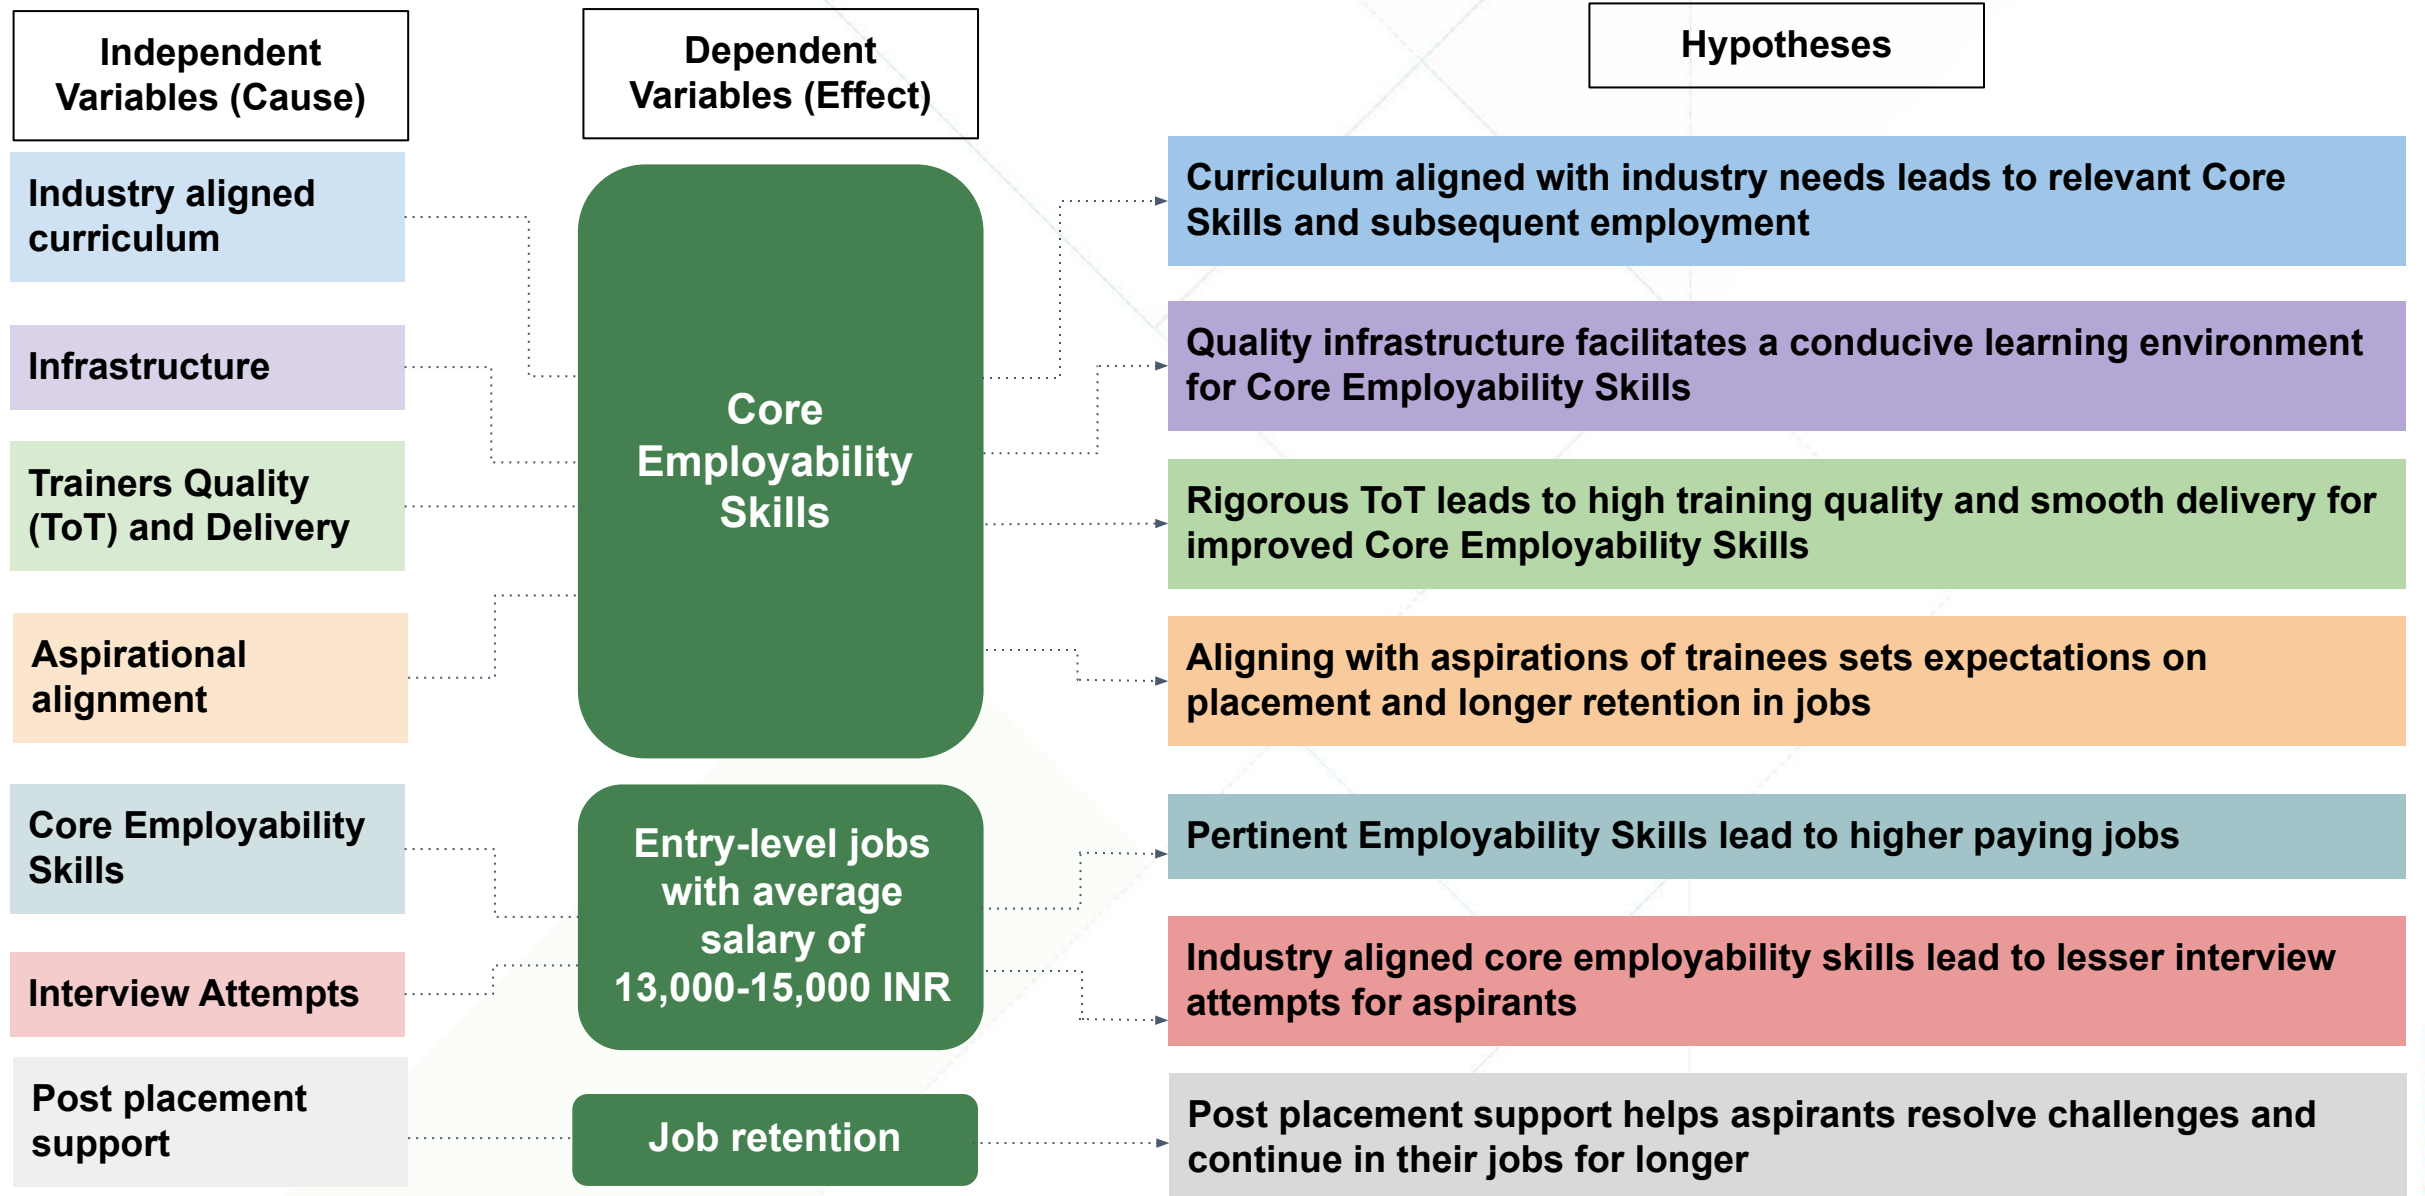 Independent
Variables (Cause)
Dependent
Variables (Effect)
Hypotheses
Industry aligned
curriculum
Infrastructure
Trainers Quality
(ToT) and Delivery
Aspirational
alignment
Core Employability
Skills
Interview Attempts
Post placement
support
Core
Employability
Skills
Entry-level jobs
with average
salary of
13,000-15,000 INR
Job retention
Curriculum aligned with industry needs leads to relevant Core
Skills and subsequent employment
Quality infrastructure facilitates a conducive learning environment
for Core Employability Skills
Rigorous ToT leads to high training quality and smooth delivery for
improved Core Employability Skills
Aligning with aspirations of trainees sets expectations on
placement and longer retention in jobs
Pertinent Employability Skills lead to higher paying jobs
Industry aligned core employability skills lead to lesser interview
attempts for aspirants
Post placement support helps aspirants resolve challenges and
continue in their jobs for longer